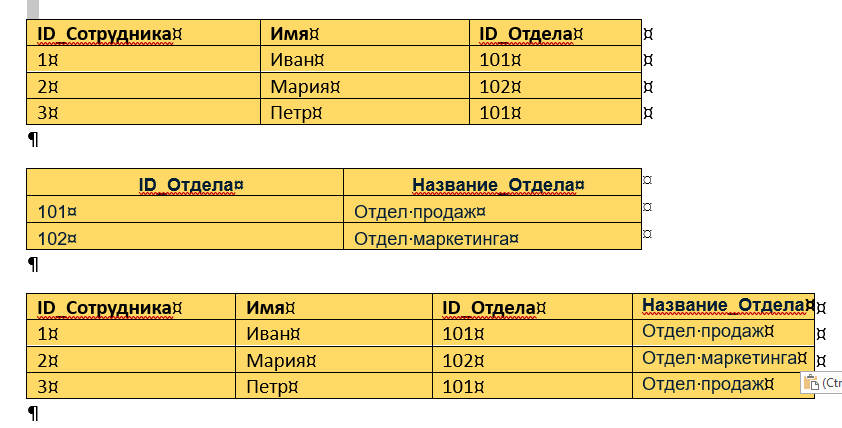 ID_Сотрудника¤ Имя¤ ID_Отдела¤ ¤
1¤ Иван¤ 101¤ ¤
2¤ Мария¤ 102¤ ¤
3¤ Петр¤ 101¤ ¤
¶
ID_Отдела¤ Название_Отдела¤ ¤
101¤ Отдел·продаж¤ ¤
102¤ Отдел·маркетинга¤ ¤
¶
ID_Сотрудника¤ Имя¤ ID_Отдела¤ Название_Отдела¤ ¤
1¤ Иван¤ 101¤ Отдел·продаж¤ ¤
2¤ Мария¤ 102¤ Отдел·маркетинга¤ ¤
3¤ Петр¤ 101¤ Отдел·продаж¤ (Ctr
¶